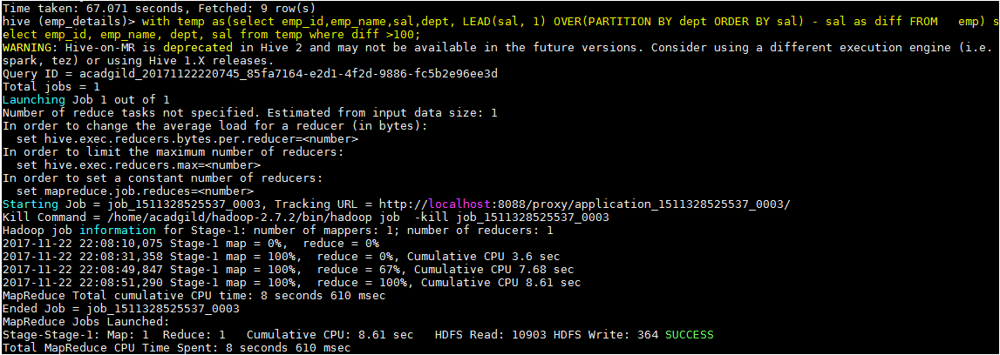 Time taken: 67.071 seconds, Fetched: 9 row(s)
hive (emp_details)> with temp as(select emp_id,emp_name,sal,dept, LEAD(sal, 1) OVER(PARTITION BY dept ORDER BY sal) - sal as diff FROM   emp) s
elect emp_id, emp_name, dept, sal from temp where diff >100;
WARNING: Hive-on-MR is deprecated in Hive 2 and may not be available in the future versions. Consider using a different execution engine (i.e.
spark, tez) or using Hive 1.X releases.
Query ID = acadgild_20171122220745_85fa7164-e2d1-4f2d-9886-fc5b2e96ee3d
Total jobs = 1
Launching Job 1 out of 1
Number of reduce tasks not specified. Estimated from input data size: 1
In order to change the average load for a reducer (in bytes):
  set hive.exec.reducers.bytes.per.reducer=<number>
In order to limit the maximum number of reducers:
  set hive.exec.reducers.max=<number>
In order to set a constant number of reducers:
  set mapreduce.job.reduces=<number>
Starting Job = job_1511328525537_0003, Tracking URL = http://localhost:8088/proxy/application_1511328525537_0003/
Kill Command = /home/acadgild/hadoop-2.7.2/bin/hadoop job  -kill job_1511328525537_0003
Hadoop job information for Stage-1: number of mappers: 1; number of reducers: 1
2017-11-22 22:08:10,075 Stage-1 map = 0%,  reduce = 0%
2017-11-22 22:08:31,358 Stage-1 map = 100%,  reduce = 0%, Cumulative CPU 3.6 sec
2017-11-22 22:08:49,847 Stage-1 map = 100%,  reduce = 67%, Cumulative CPU 7.68 sec
2017-11-22 22:08:51,290 Stage-1 map = 100%,  reduce = 100%, Cumulative CPU 8.61 sec
MapReduce Total cumulative CPU time: 8 seconds 610 msec
Ended Job = job_1511328525537_0003
MapReduce Jobs Launched:
Stage-Stage-1: Map: 1  Reduce: 1   Cumulative CPU: 8.61 sec   HDFS Read: 10903 HDFS Write: 364 SUCCESS
Total MapReduce CPU Time Spent: 8 seconds 610 msec